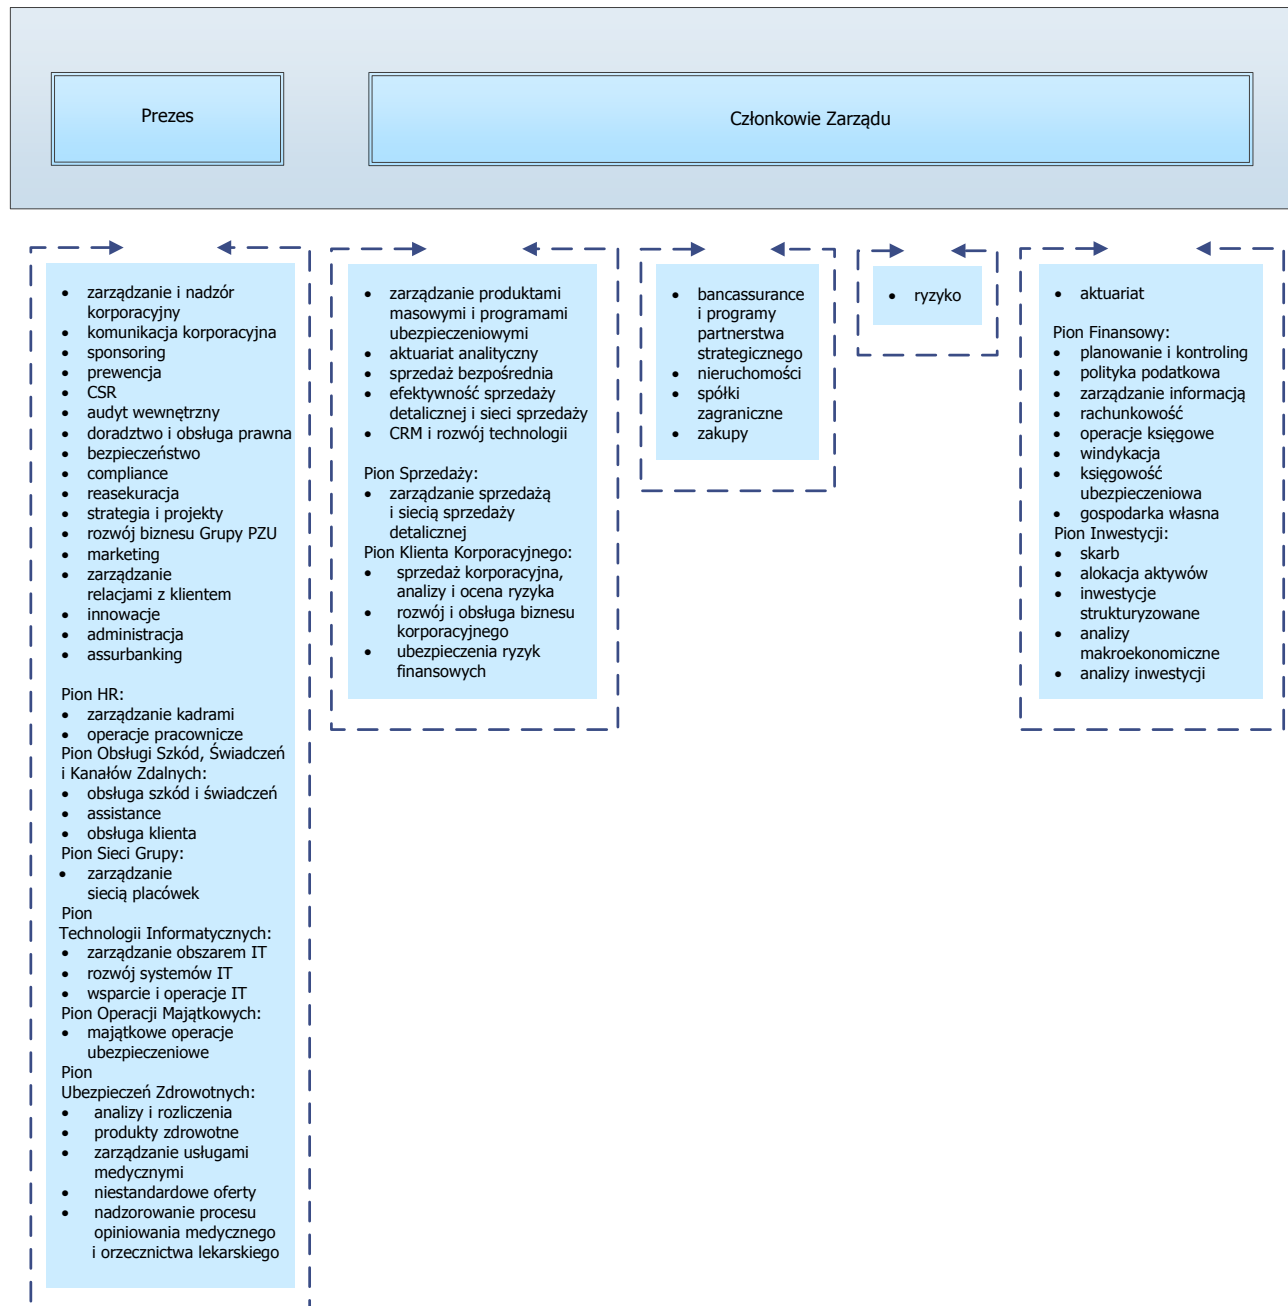 Prezes
Członkowie Zarządu
• zarządzanie i nadzór
korporacyjny
• komunikacja korporacyjna
• sponsoring
• prewencja
• CSR
• audyt wewnętrzny
• doradztwo i obsługa prawna
• bezpieczeństwo
• compliance
• reasekuracja
• strategia i projekty
• rozwój biznesu Grupy PZU
• marketing
• zarządzanie
relacjami z klientem
• innowacje
• administracja
• assurbanking
Pion HR:
• zarządzanie kadrami
• operacje pracownicze
Pion Obsługi Szkód, Świadczeń
i Kanałów Zdalnych:
• obsługa szkód i świadczeń
• assistance
• obsługa klienta
Pion Sieci Grupy:
• zarządzanie
siecią placówek
Pion
Technologii Informatycznych:
• zarządzanie obszarem IT
• rozwój systemów IT
• wsparcie i operacje IT
Pion Operacji Majątkowych:
• majątkowe operacje
ubezpieczeniowe
Pion
Ubezpieczeń Zdrowotnych:
• analizy i rozliczenia
• produkty zdrowotne
• zarządzanie usługami
medycznymi
• niestandardowe oferty
• nadzorowanie procesu
opiniowania medycznego
i orzecznictwa lekarskiego
• zarządzanie produktami
masowymi i programami
ubezpieczeniowymi
• aktuariat analityczny
• sprzedaż bezpośrednia
• efektywność sprzedaży
detalicznej i sieci sprzedaży
• CRM i rozwój technologii
Pion Sprzedaży:
• zarządzanie sprzedażą
i siecią sprzedaży
detalicznej
Pion Klienta Korporacyjnego:
• sprzedaż korporacyjna,
analizy i ocena ryzyka
• rozwój i obsługa biznesu
korporacyjnego
• ubezpieczenia ryzyk
finansowych
• bancassurance
i programy
partnerstwa
strategicznego
• nieruchomości
• spółki
zagraniczne
• zakupy
• ryzyko
• aktuariat
Pion Finansowy:
• planowanie i kontroling
• polityka podatkowa
• zarządzanie informacją
• rachunkowość
• operacje księgowe
• windykacja
• księgowość
ubezpieczeniowa
• gospodarka własna
Pion Inwestycji:
• skarb
• alokacja aktywów
• inwestycje
strukturyzowane
• analizy
makroekonomiczne
• analizy inwestycji